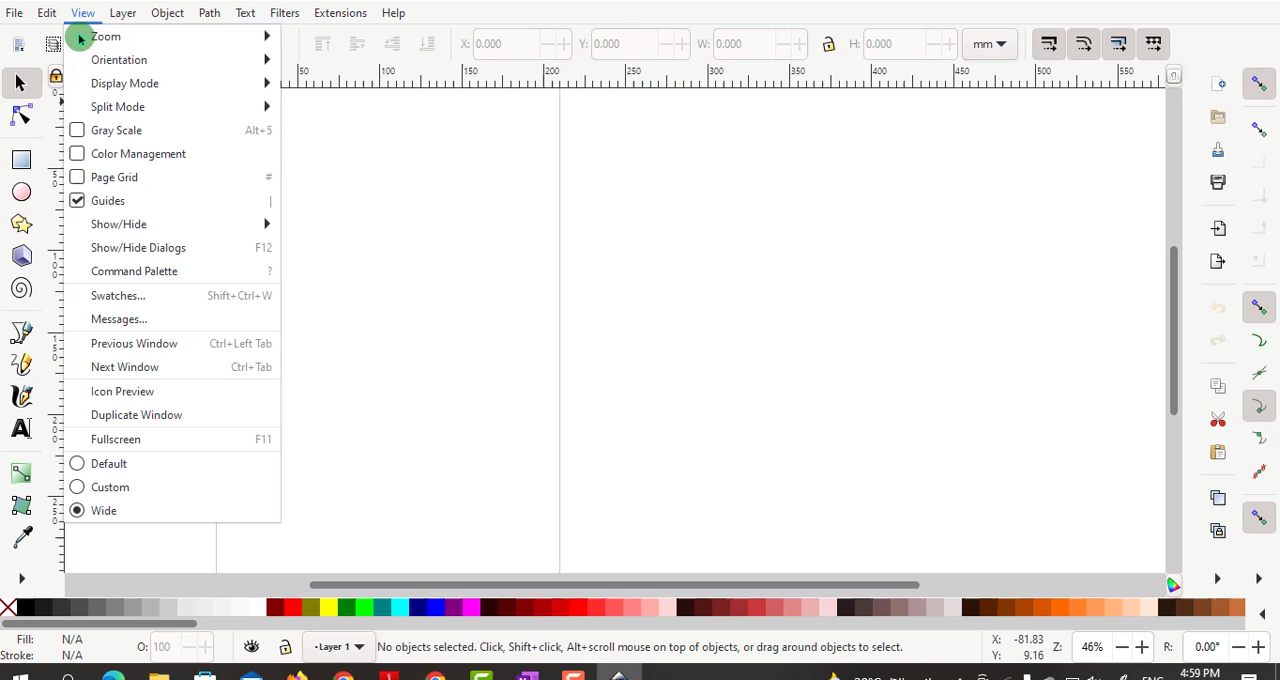 File Edit View Layer Object Path Text Filters Extensions Help
X: 0.000 Y: 0.000 W: 0.000 H: 0.000 mm
50 100 150 200 250 300 350 400 450 500 550
Zoom
Orientation
Display Mode
Split Mode
Gray Scale Alt+5
Color Management
Page Grid #
Guides |
Show/Hide
Show/Hide Dialogs F12
Command Palette ?
Swatches... Shift+Ctrl+W
Messages...
Previous Window Ctrl+Left Tab
Next Window Ctrl+Tab
Icon Preview
Duplicate Window
Fullscreen F11
Default
Custom
Wide
Fill: N/A
Stroke: N/A
O: 100
Layer 1
No objects selected. Click, Shift+click, Alt+scroll mouse on top of objects, or drag around objects to select.
X: -81.83
Y: 9.16
Z: 46%
R: 0.00°
4:59 PM